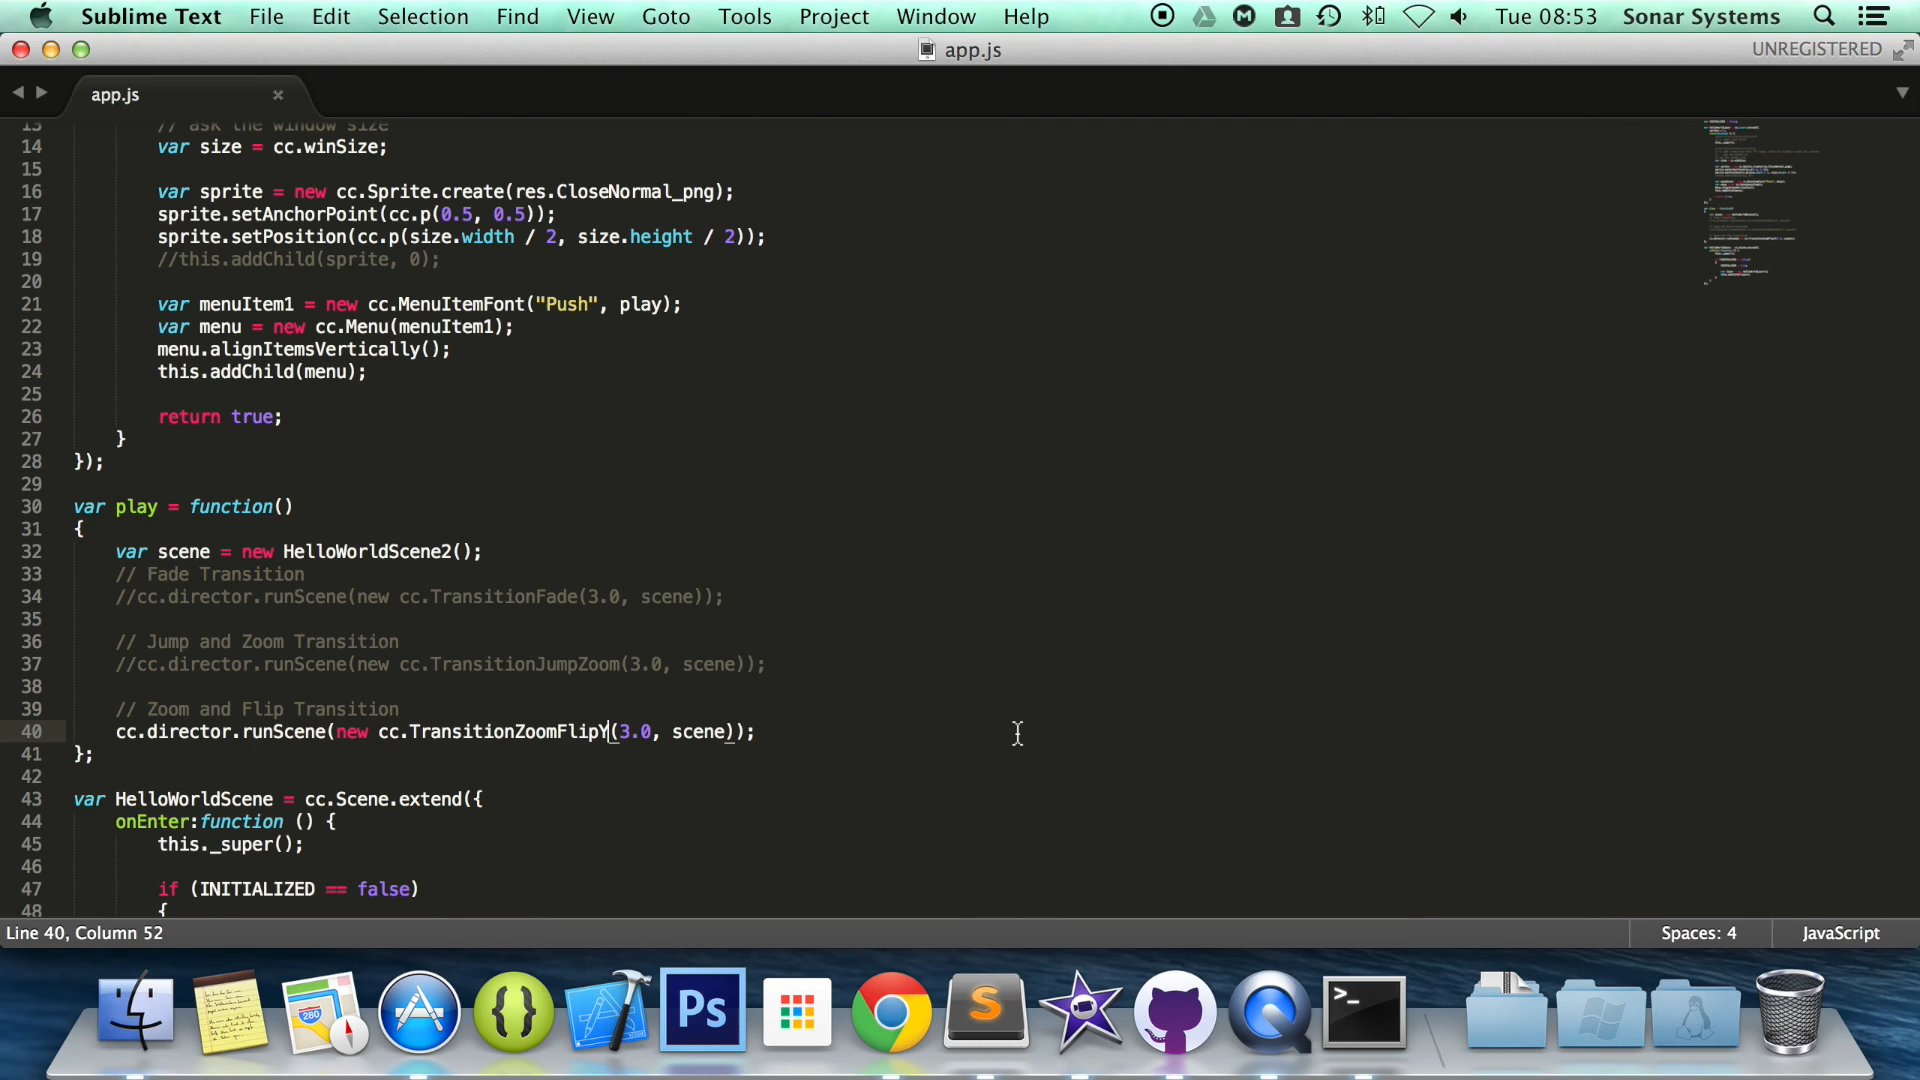 Sublime Text File Edit Selection Find View Goto Tools Project Window Help Tue 08:53 Sonar Systems
app.js UNREGISTERED
app.js
13 // ask the window size
14 var size = cc.winSize;
15
16 var sprite = new cc.Sprite.create(res.CloseNormal_png);
17 sprite.setAnchorPoint(cc.p(0.5, 0.5));
18 sprite.setPosition(cc.p(size.width / 2, size.height / 2));
19 //this.addChild(sprite, 0);
20
21 var menuItem1 = new cc.MenuItemFont("Push", play);
22 var menu = new cc.Menu(menuItem1);
23 menu.alignItemsVertically();
24 this.addChild(menu);
25
26 return true;
27 }
28 });
29
30 var play = function()
31 {
32 var scene = new HelloWorldScene2();
33 // Fade Transition
34 //cc.director.runScene(new cc.TransitionFade(3.0, scene));
35
36 // Jump and Zoom Transition
37 //cc.director.runScene(new cc.TransitionJumpZoom(3.0, scene));
38
39 // Zoom and Flip Transition
40 cc.director.runScene(new cc.TransitionZoomFlipY(3.0, scene));
41 };
42
43 var HelloWorldScene = cc.Scene.extend({
44 onEnter:function () {
45 this._super();
46
47 if (INITIALIZED == false)
48 {
Line 40, Column 52 Spaces: 4 JavaScript
280 { } Ps S >_